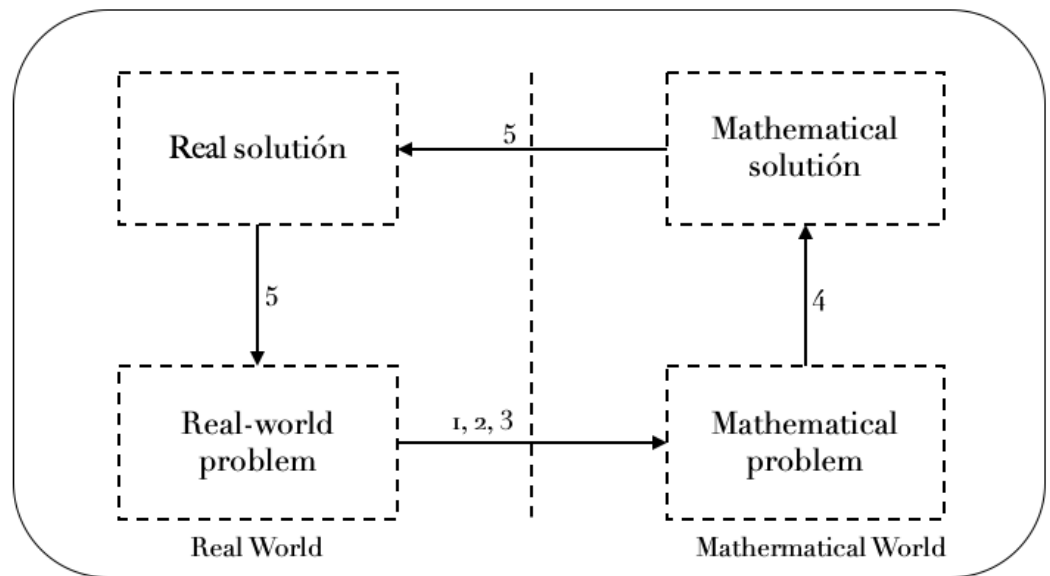 Real solutión
5
Mathematical
solutión
5
4
Real-world
problem
1, 2, 3
Mathematical
problem
Real World
Mathermatical World